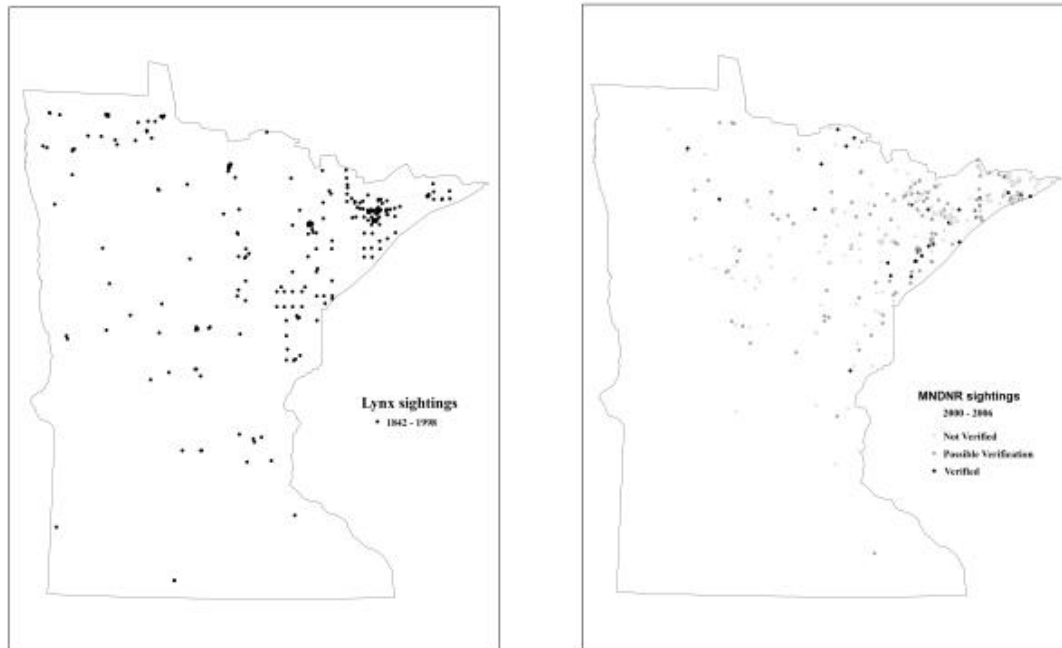 Lynx sightings
1842 - 1998
MNDNR sightings
2000 - 2006
Not Verified
Possible Verification
Verified